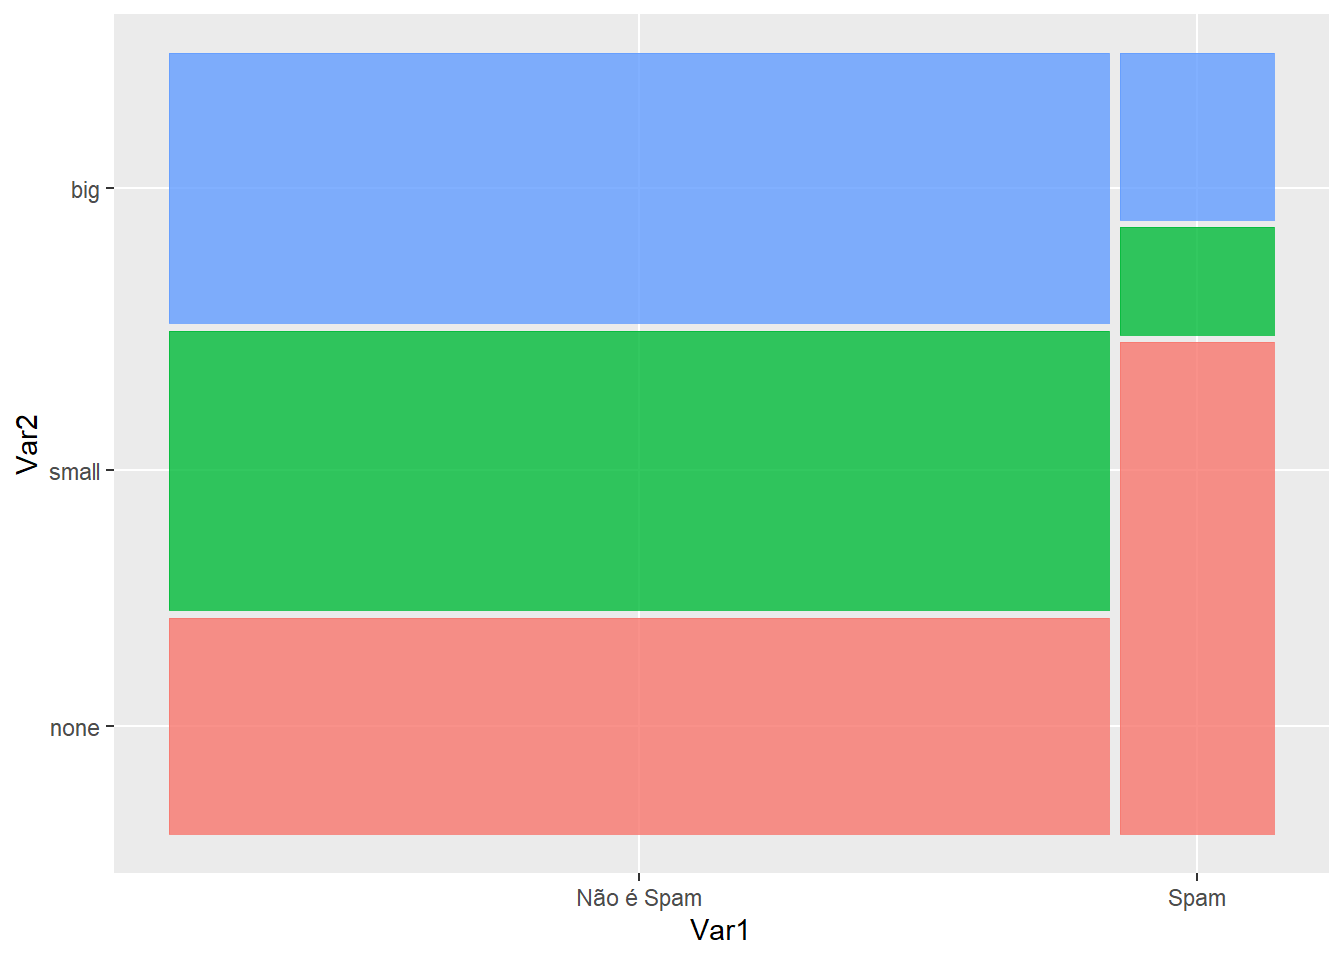 big
small
none
Var2
Não é Spam
Spam
Var1